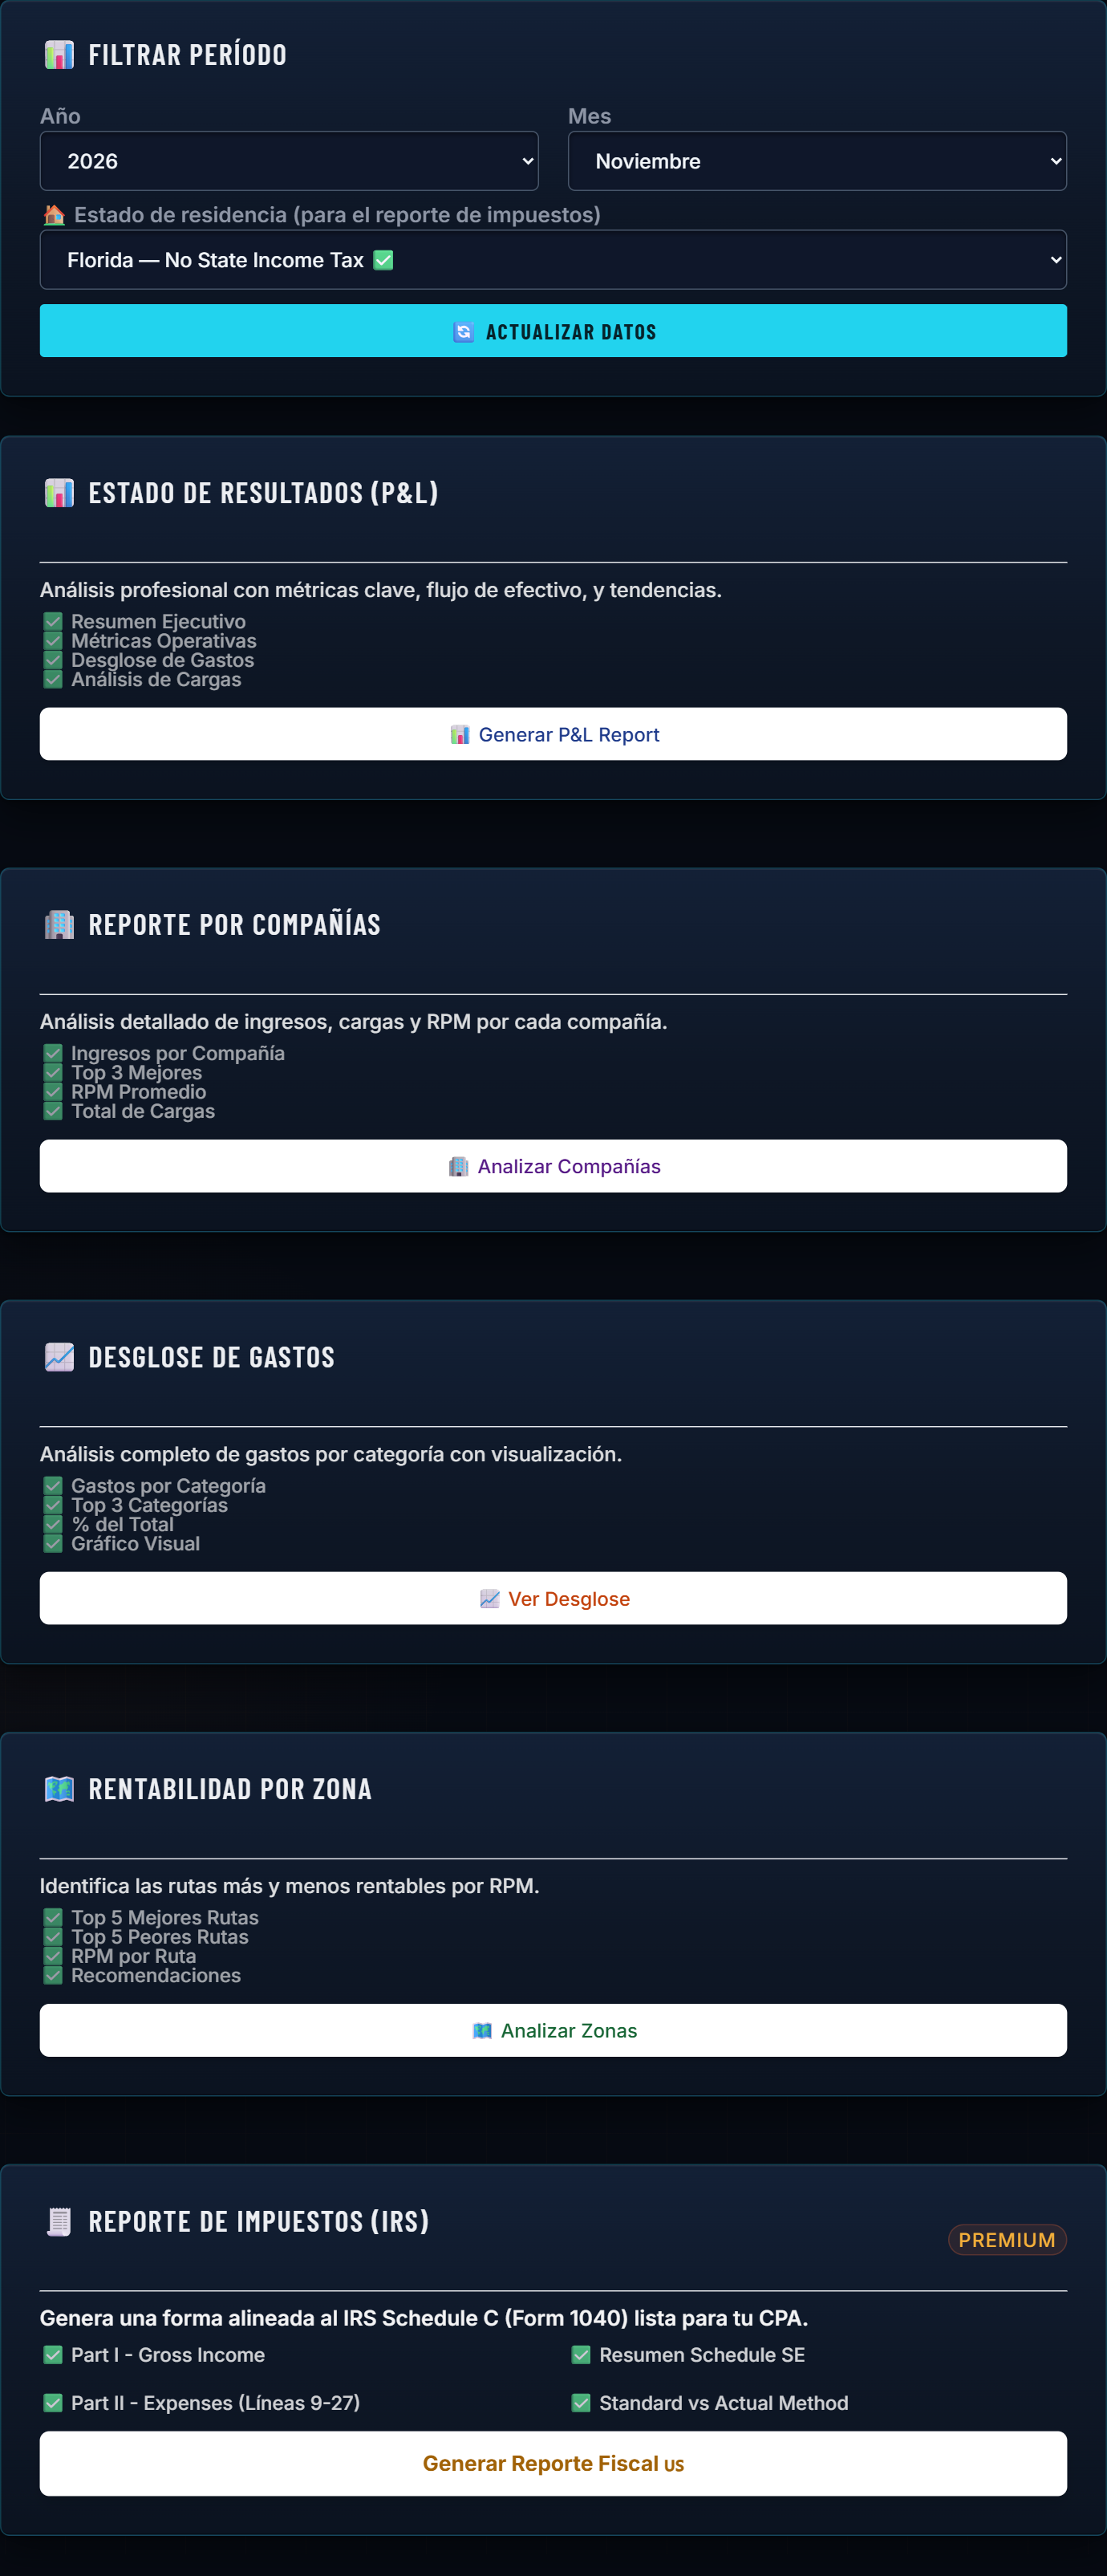 📊 FILTRAR PERÍODO
Año
Mes
2026
Noviembre
🏠 Estado de residencia (para el reporte de impuestos)
Florida — No State Income Tax ✅
🔄 ACTUALIZAR DATOS
📊 ESTADO DE RESULTADOS (P&L)
Análisis profesional con métricas clave, flujo de efectivo, y tendencias.
✅ Resumen Ejecutivo
✅ Métricas Operativas
✅ Desglose de Gastos
✅ Análisis de Cargas
📊 Generar P&L Report
🏢 REPORTE POR COMPAÑÍAS
Análisis detallado de ingresos, cargas y RPM por cada compañía.
✅ Ingresos por Compañía
✅ Top 3 Mejores
✅ RPM Promedio
✅ Total de Cargas
🏢 Analizar Compañías
📈 DESGLOSE DE GASTOS
Análisis completo de gastos por categoría con visualización.
✅ Gastos por Categoría
✅ Top 3 Categorías
✅ % del Total
✅ Gráfico Visual
📈 Ver Desglose
🗺️ RENTABILIDAD POR ZONA
Identifica las rutas más y menos rentables por RPM.
✅ Top 5 Mejores Rutas
✅ Top 5 Peores Rutas
✅ RPM por Ruta
✅ Recomendaciones
🗺️ Analizar Zonas
🧾 REPORTE DE IMPUESTOS (IRS)
PREMIUM
Genera una forma alineada al IRS Schedule C (Form 1040) lista para tu CPA.
✅ Part I - Gross Income
✅ Resumen Schedule SE
✅ Part II - Expenses (Líneas 9-27)
✅ Standard vs Actual Method
Generar Reporte Fiscal US